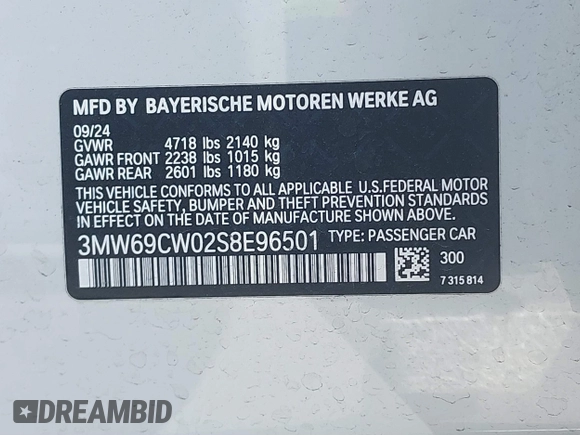 MFD BY BAYERISCHE MOTOREN WERKE AG
09/24
GVWR 4718 lbs 2140 kg
GAWR FRONT 2238 lbs 1015 kg
GAWR REAR 2601 lbs 1180 kg
THIS VEHICLE CONFORMS TO ALL APPLICABLE U.S.FEDERAL MOTOR
VEHICLE SAFETY, BUMPER AND THEFT PREVENTION STANDARDS
IN EFFECT ON THE DATE OF MANUFACTURE SHOWN ABOVE.
3MW69CW02S8E96501 TYPE: PASSENGER CAR
300
7 315 814
DREAMBID